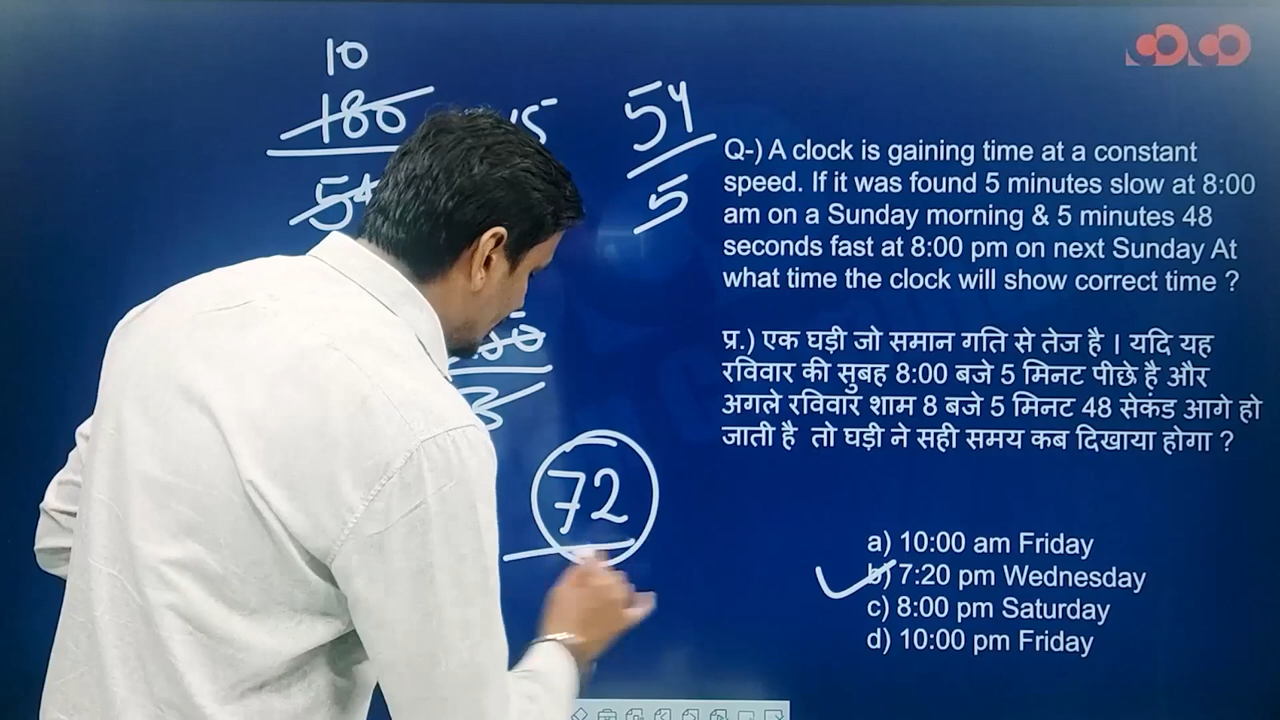 10
180
54
15
54
5
72
Q-) A clock is gaining time at a constant
speed. If it was found 5 minutes slow at 8:00
am on a Sunday morning & 5 minutes 48
seconds fast at 8:00 pm on next Sunday At
what time the clock will show correct time ?
प्र.) एक घड़ी जो समान गति से तेज है । यदि यह
रविवार की सुबह 8:00 बजे 5 मिनट पीछे है और
अगले रविवार शाम 8 बजे 5 मिनट 48 सेकंड आगे हो
जाती है तो घड़ी ने सही समय कब दिखाया होगा ?
a) 10:00 am Friday
b) 7:20 pm Wednesday
c) 8:00 pm Saturday
d) 10:00 pm Friday